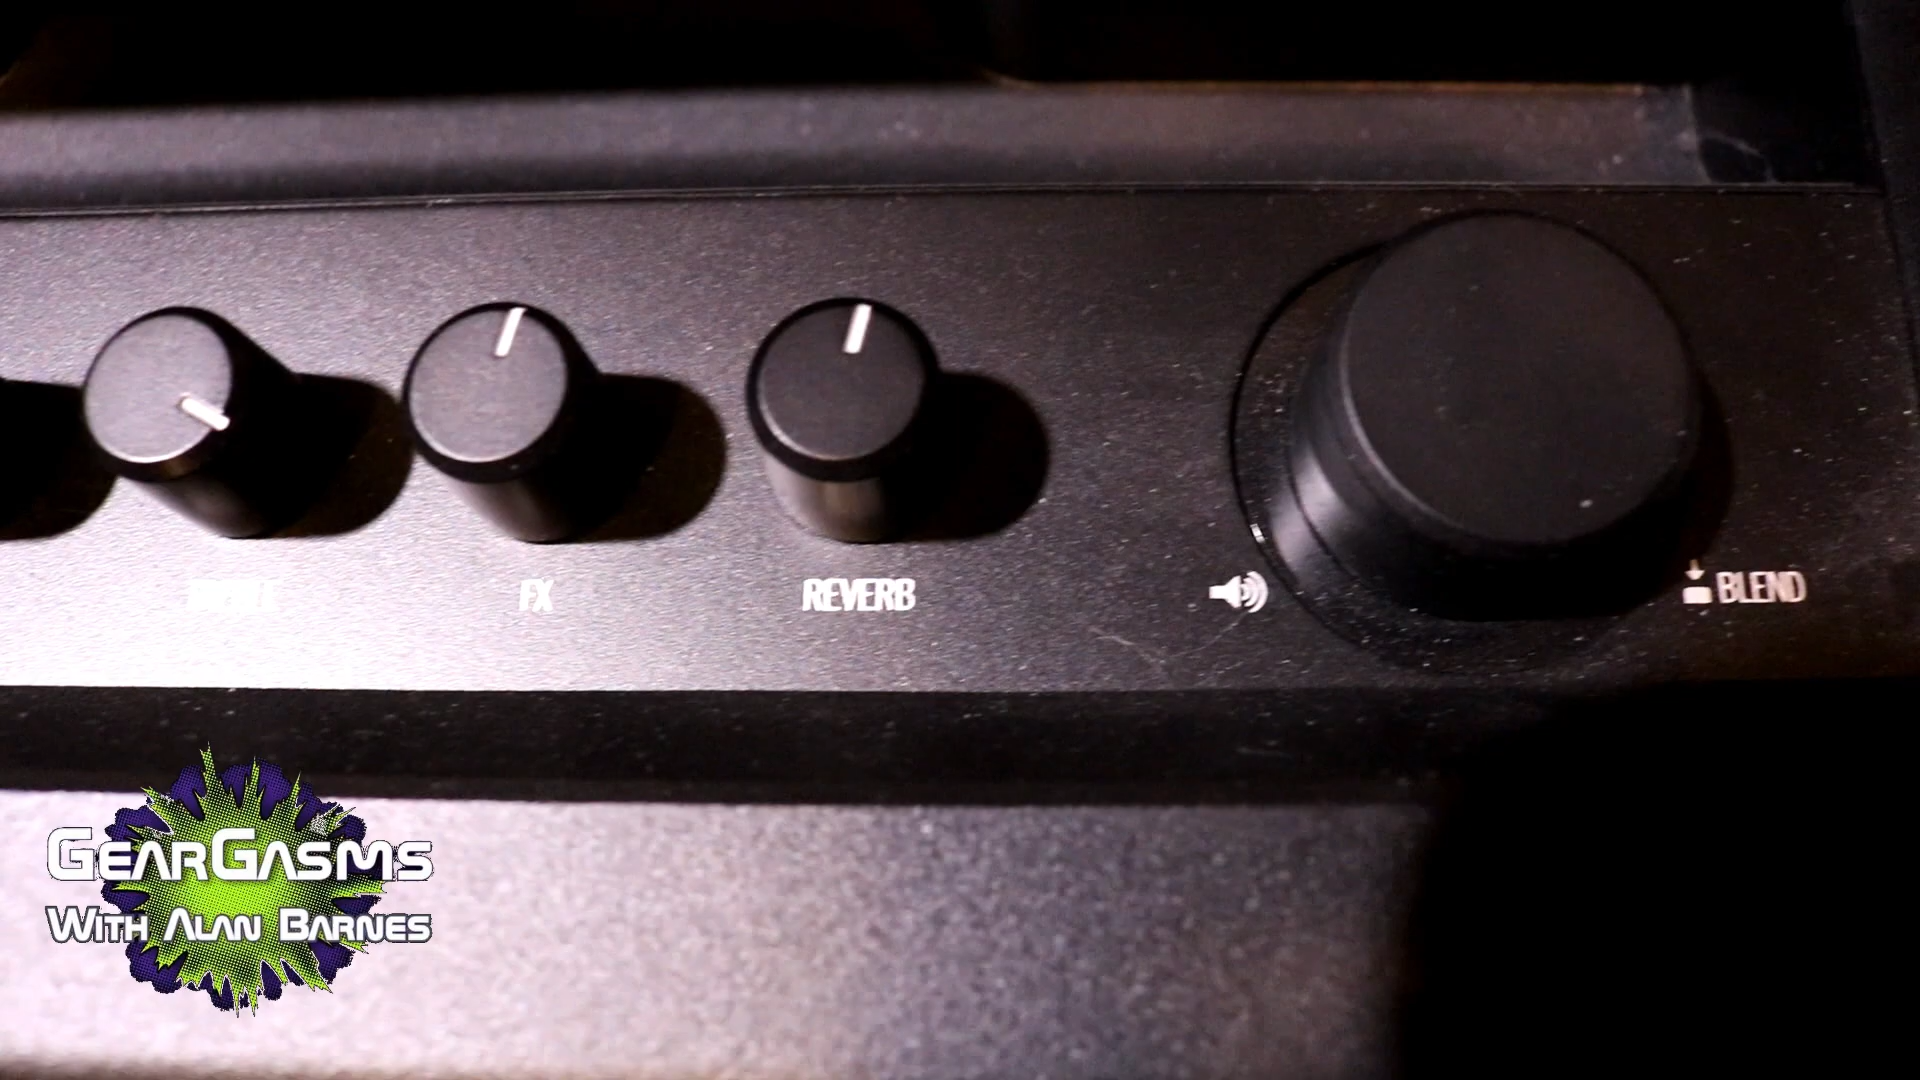 FX
REVERB
BLEND
GEARGASMS
WITH ALAN BARNES